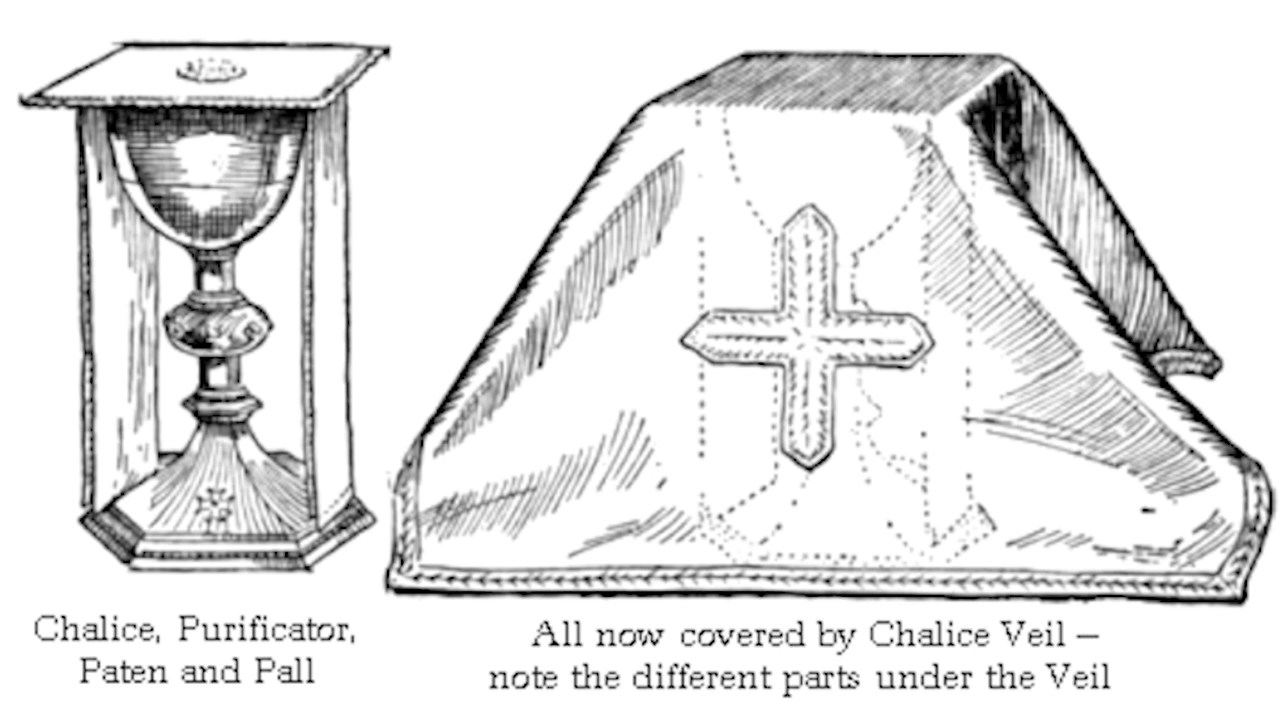 Chalice, Purificator,
Paten and Pall
All now covered by Chalice Veil –
note the different parts under the Veil